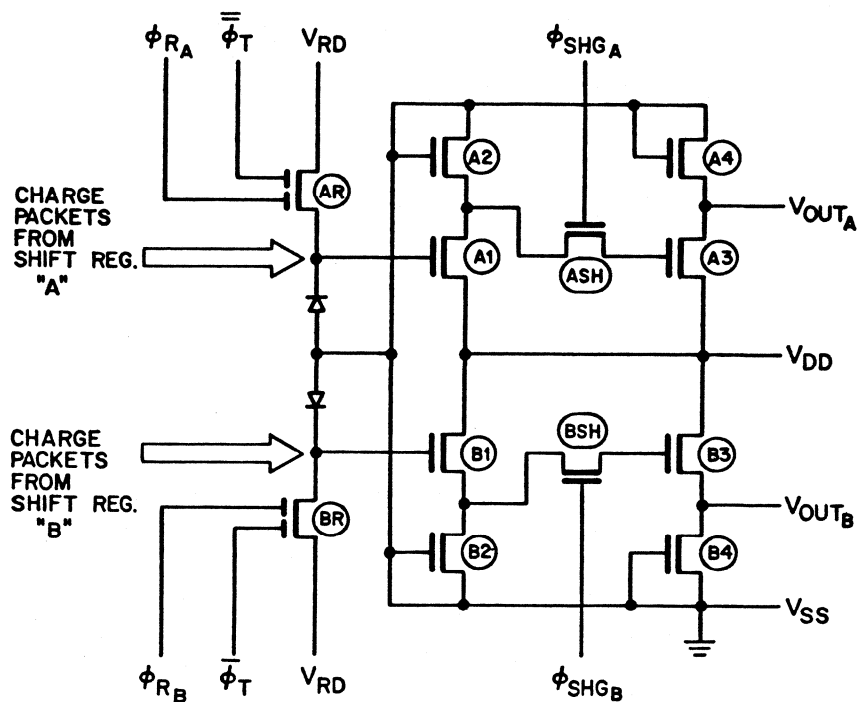 ϕRA
ϕ̿T
VRD
ϕSHGA
A2
A4
AR
CHARGE
PACKETS
FROM
SHIFT REG.
"A"
VOUTA
A1
ASH
A3
VDD
BSH
CHARGE
PACKETS
FROM
SHIFT REG.
"B"
B1
B3
BR
VOUTB
B2
B4
VSS
ϕRB
ϕ̅T
VRD
ϕSHGB